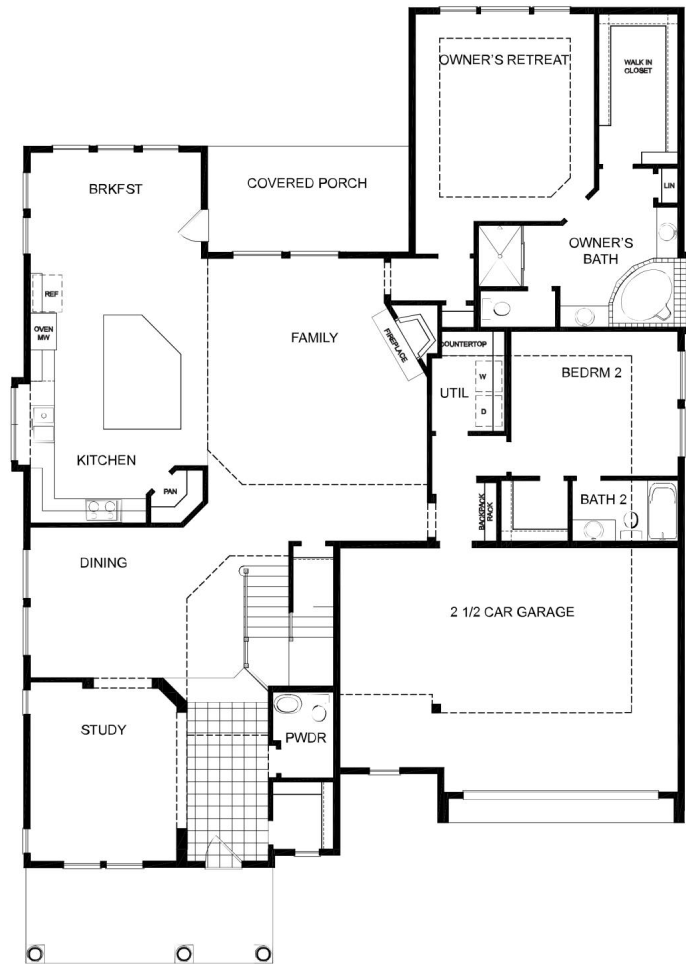 OWNER'S RETREAT
WALK IN
CLOSET
BRKFST
COVERED PORCH
LIN
OWNER'S
BATH
REF
OVEN
MW
FAMILY
FIREPLACE
COUNTERTOP
W
D
UTIL
BEDRM 2
KITCHEN
PAN
BACKPACK
RACK
BATH 2
DINING
2 1/2 CAR GARAGE
STUDY
PWDR